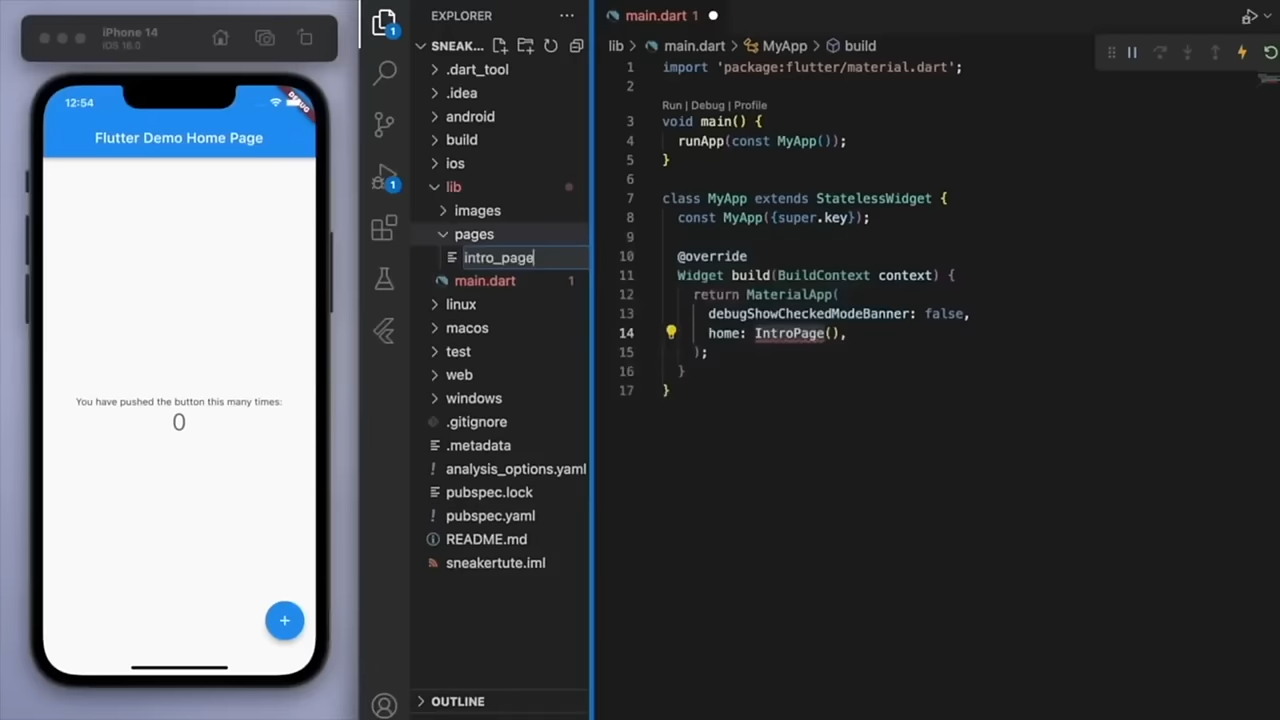 iPhone 14
iOS 16.0
12:54
DEBUG
Flutter Demo Home Page
You have pushed the button this many times:
0
+
1
1
EXPLORER
SNEAK...
.dart_tool
.idea
android
build
ios
lib
images
pages
intro_page
main.dart 1
linux
macos
test
web
windows
.gitignore
.metadata
! analysis_options.yaml
pubspec.lock
! pubspec.yaml
README.md
sneakertute.iml
OUTLINE
main.dart 1
lib > main.dart > MyApp > build
1 import 'package:flutter/material.dart';
2
Run | Debug | Profile
3 void main() {
4 runApp(const MyApp());
5 }
6
7 class MyApp extends StatelessWidget {
8 const MyApp({super.key});
9
10 @override
11 Widget build(BuildContext context) {
12 return MaterialApp(
13 debugShowCheckedModeBanner: false,
14 home: IntroPage(),
15 );
16 }
17 }